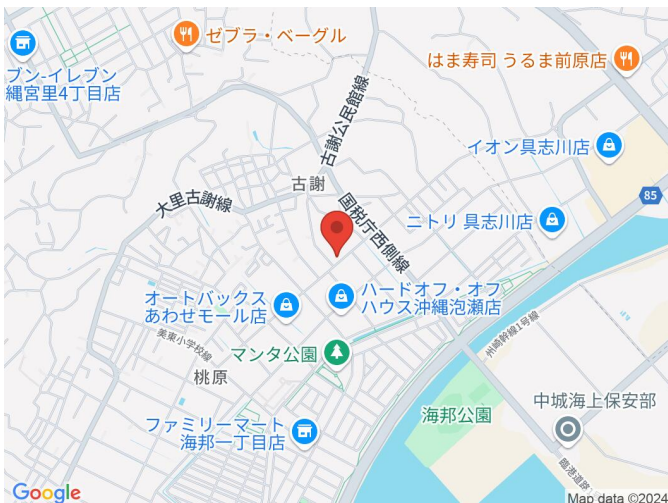 ゼブラ・ベーグル
ブン-イレブン
縄宮里4丁目店
はま寿司 うるま前原店
古謝公民館線
イオン具志川店
古謝
85
大里古謝線
国税庁西側線
ニトリ 具志川店
オートバックス
あわせモール店
ハードオフ・オフ
ハウス沖縄泡瀬店
州崎幹線1号線
美東小学校線
マンタ公園
桃原
中城海上保安部
海邦公園
ファミリーマート
海邦一丁目店
臨港道路
Google
Map data ©2024